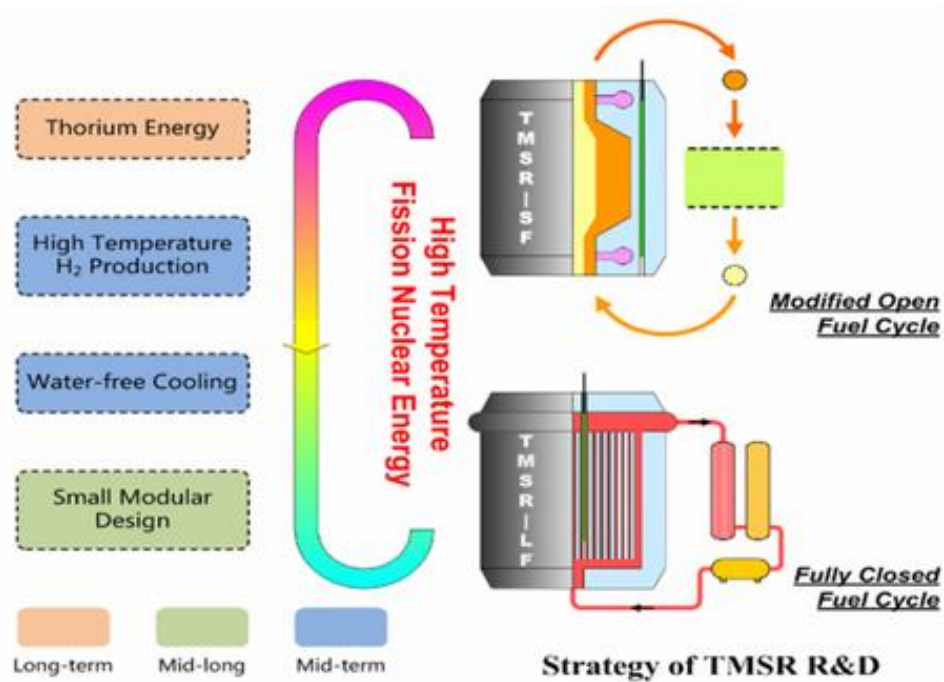 Thorium Energy
High Temperature
H₂ Production
Water-free Cooling
Small Modular
Design
Long-term
Mid-long
Mid-term
High Temperature
Fission Nuclear Energy
TMSR|SF
Modified Open
Fuel Cycle
TMSR|LF
Fully Closed
Fuel Cycle
Strategy of TMSR R&D